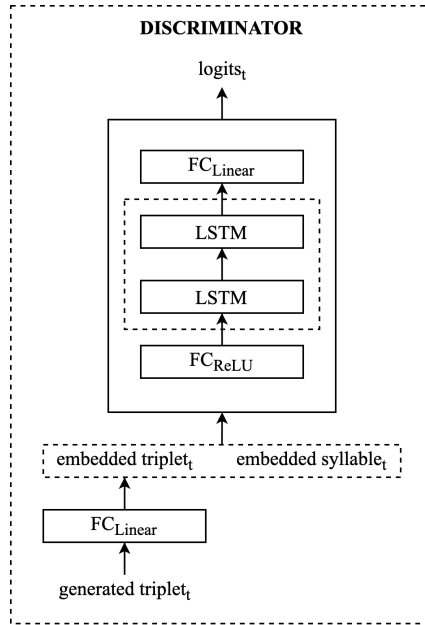 DISCRIMINATOR
logits_t
FC_Linear
LSTM
LSTM
FC_ReLU
embedded triplet_t embedded syllable_t
FC_Linear
generated triplet_t